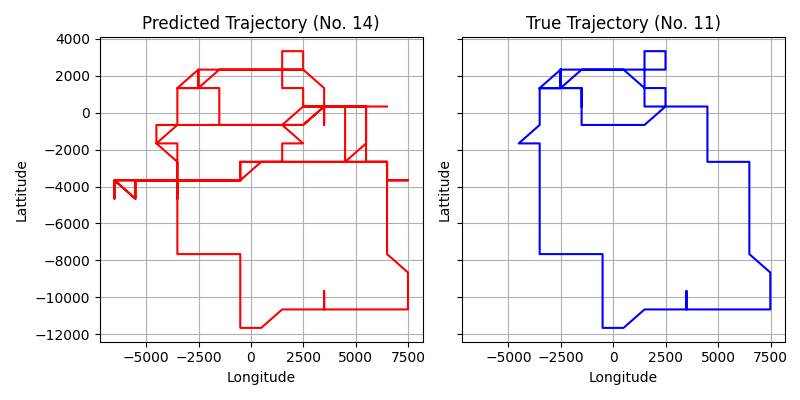 Predicted Trajectory (No. 14)
True Trajectory (No. 11)
4000
2000
0
−2000
−4000
−6000
−8000
−10000
−12000
Lattitude
Lattitude
−5000 −2500 0 2500 5000 7500
−5000 −2500 0 2500 5000 7500
Longitude
Longitude